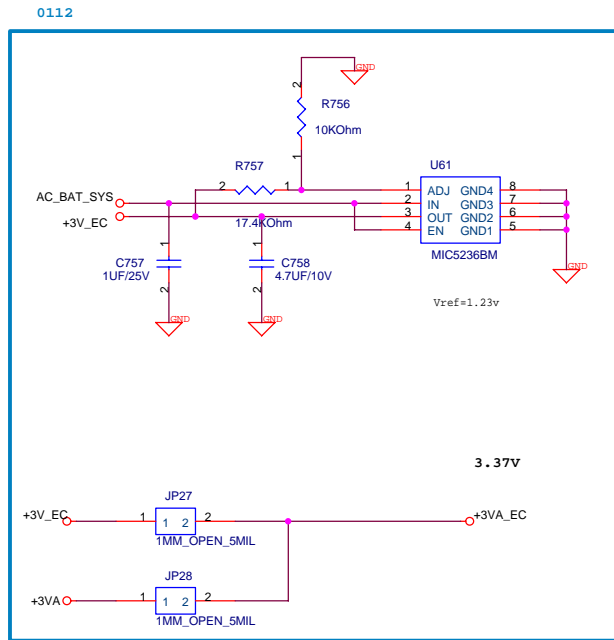 0112
GND
2
R756
10KOhm
1
R757
U61
2
1
1
ADJ
GND4
8
AC_BAT_SYS
2
IN
GND3
7
+3V_EC
3
OUT
GND2
6
17.4KOhm
4
EN
GND1
5
1
C757
1UF/25V
2
1
C758
4.7UF/10V
2
MIC5236BM
GND
GND
GND
Vref=1.23v
3.37V
JP27
+3V_EC
1
1 2
2
+3VA_EC
1MM_OPEN_5MIL
JP28
+3VA
1
1 2
2
1MM_OPEN_5MIL